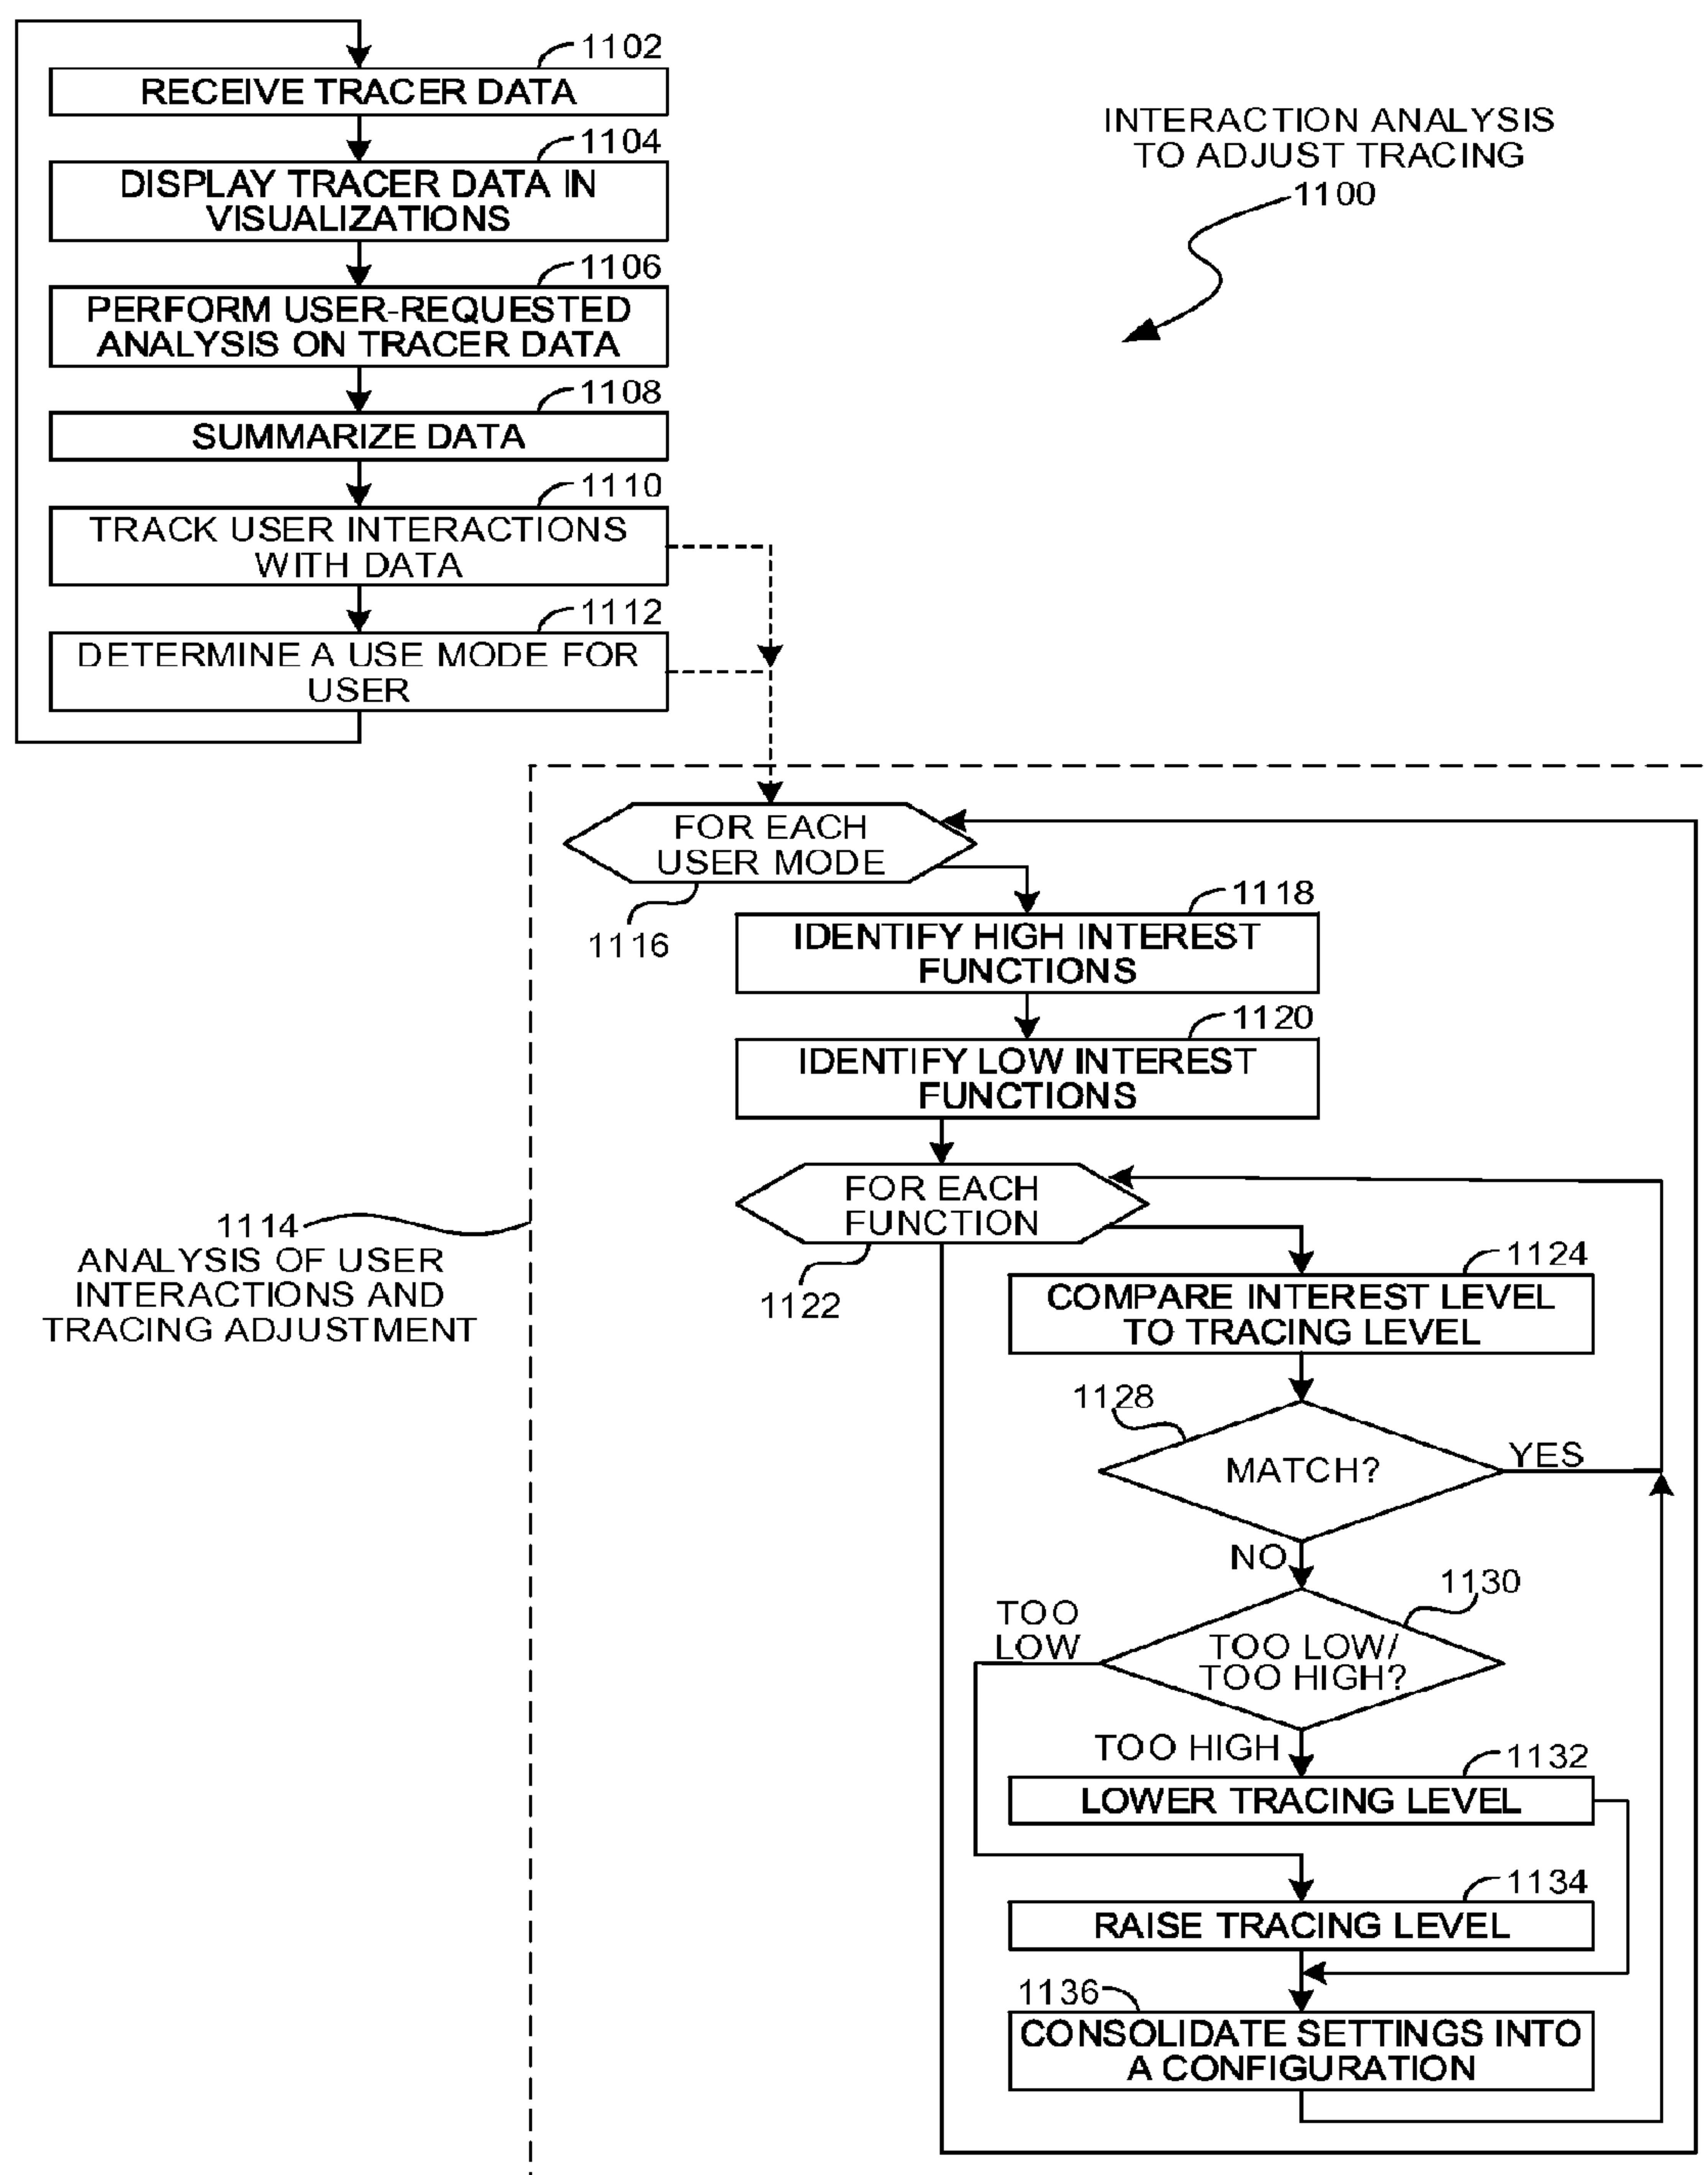 1102
RECEIVE TRACER DATA
1104
DISPLAY TRACER DATA IN
VISUALIZATIONS
1106
PERFORM USER-REQUESTED
ANALYSIS ON TRACER DATA
1108
SUMMARIZE DATA
1110
TRACK USER INTERACTIONS
WITH DATA
1112
DETERMINE A USE MODE FOR
USER
INTERACTION ANALYSIS
TO ADJUST TRACING
1100
FOR EACH
USER MODE
1116
1118
IDENTIFY HIGH INTEREST
FUNCTIONS
1120
IDENTIFY LOW INTEREST
FUNCTIONS
1114
ANALYSIS OF USER
INTERACTIONS AND
TRACING ADJUSTMENT
FOR EACH
FUNCTION
1122
1124
COMPARE INTEREST LEVEL
TO TRACING LEVEL
1128
MATCH?
YES
NO
1130
TOO
LOW
TOO LOW/
TOO HIGH?
TOO HIGH
1132
LOWER TRACING LEVEL
1134
RAISE TRACING LEVEL
1136
CONSOLIDATE SETTINGS INTO
A CONFIGURATION